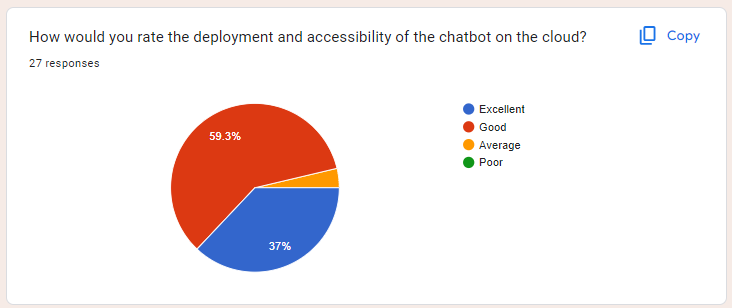 How would you rate the deployment and accessibility of the chatbot on the cloud?
Copy
27 responses
59.3%
37%
Excellent
Good
Average
Poor